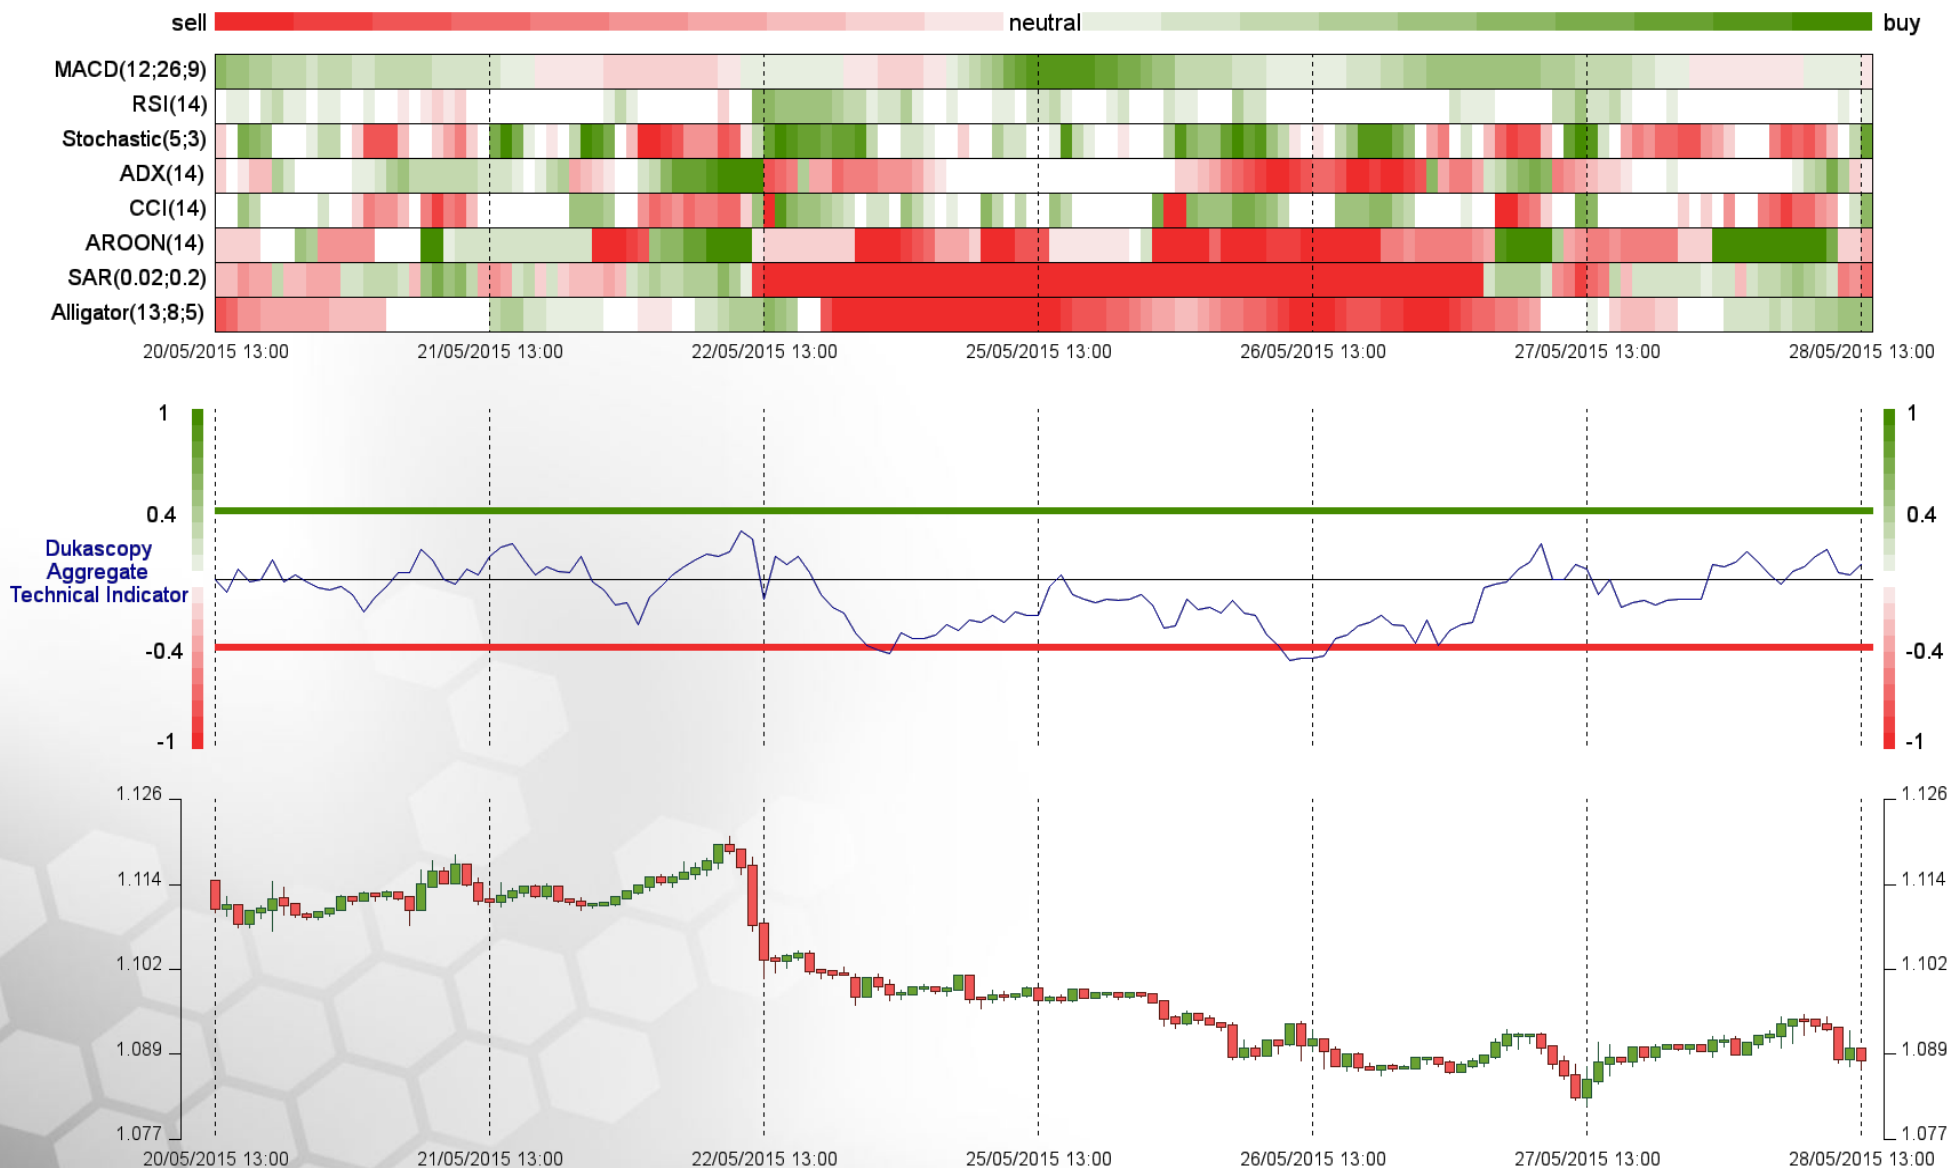 sell neutral buy
MACD(12;26;9)
RSI(14)
Stochastic(5;3)
ADX(14)
CCI(14)
AROON(14)
SAR(0.02;0.2)
Alligator(13;8;5)
20/05/2015 13:00 21/05/2015 13:00 22/05/2015 13:00 25/05/2015 13:00 26/05/2015 13:00 27/05/2015 13:00 28/05/2015 13:00
1 1
0.4 0.4
Dukascopy
Aggregate
Technical Indicator
-0.4 -0.4
-1 -1
1.126 1.126
1.114 1.114
1.102 1.102
1.089 1.089
1.077 1.077
20/05/2015 13:00 21/05/2015 13:00 22/05/2015 13:00 25/05/2015 13:00 26/05/2015 13:00 27/05/2015 13:00 28/05/2015 13:00